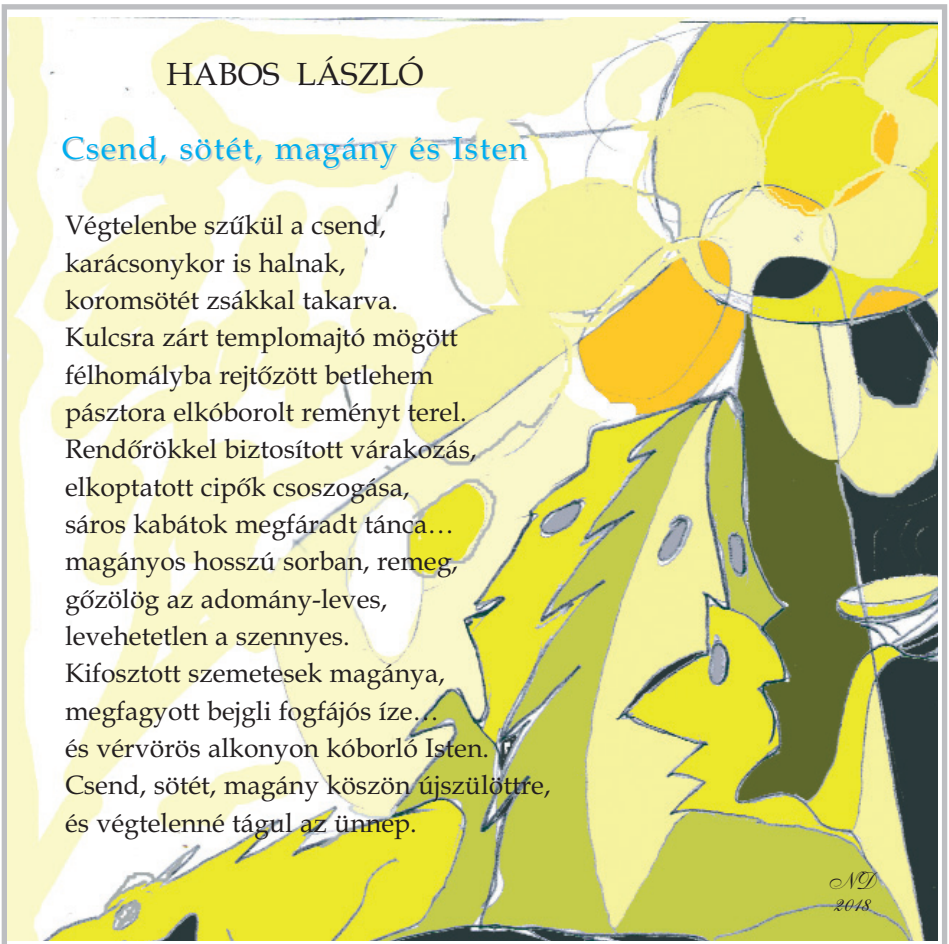 HABOS LÁSZLÓ
Csend, sötét, magány és Isten
Végtelenbe szűkül a csend,
karácsonykor is halnak,
koromsötét zsákkal takarva.
Kulcsra zárt templomajtó mögött
félhomályba rejtőzött betlehem
pásztora elkóborolt reményt terel.
Rendőrökkel biztosított várakozás,
elkoptatott cipők csoszogása,
sáros kabátok megfáradt tánca…
magányos hosszú sorban, remeg,
gőzölög az adomány-leves,
levehetetlen a szennyes.
Kifosztott szemetesek magánya,
megfagyott bejgli fogfájós íze…
és vérvörös alkonyon kóborló Isten.
Csend, sötét, magány köszön újszülöttre,
és végtelenné tágul az ünnep.
ND
2018